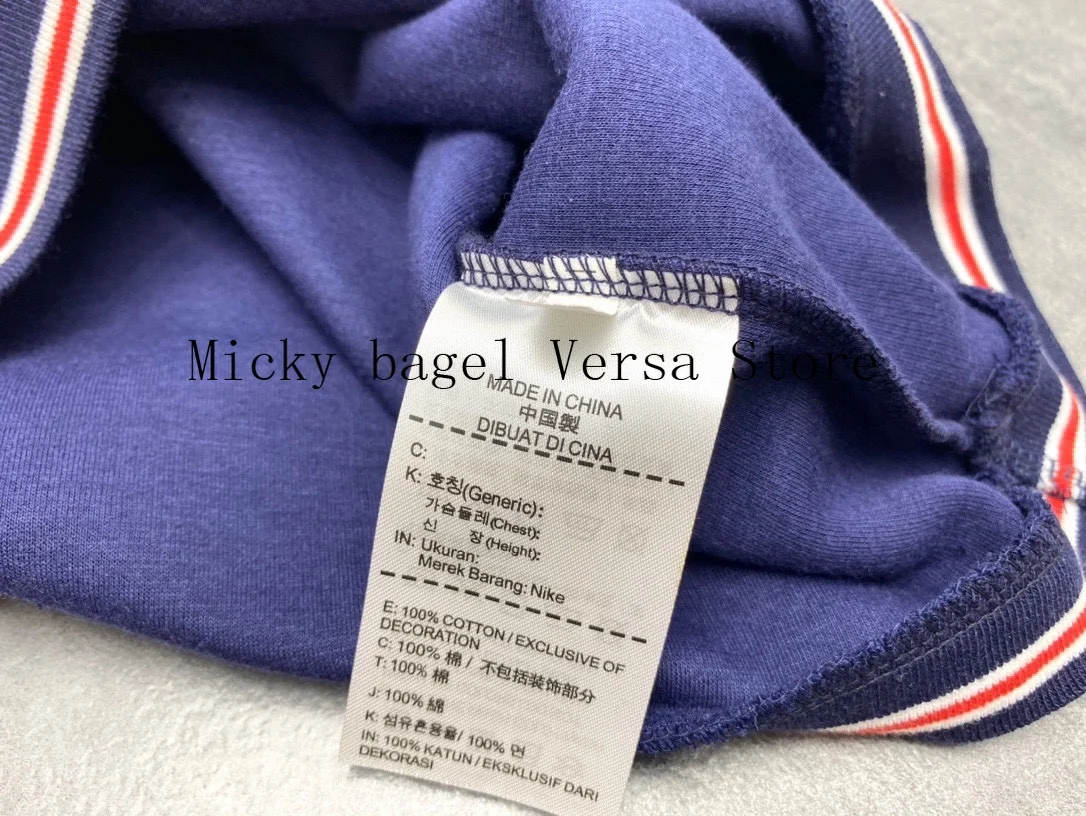 Micky bagel Versa Store
MADE IN CHINA
中国製
DIBUAT DI CINA
C:
K: 호칭(Generic):
가슴둘레(Chest):
신 장 (Height):
IN: Ukuran:
Merek Barang: Nike
E: 100% COTTON / EXCLUSIVE OF
DECORATION
C: 100% 棉 / 不包括装饰部分
T: 100% 棉
J: 100% 綿
K: 섬유혼용율/ 100% 면
IN: 100% KATUN / EKSKLUSIF DARI
DEKORASI